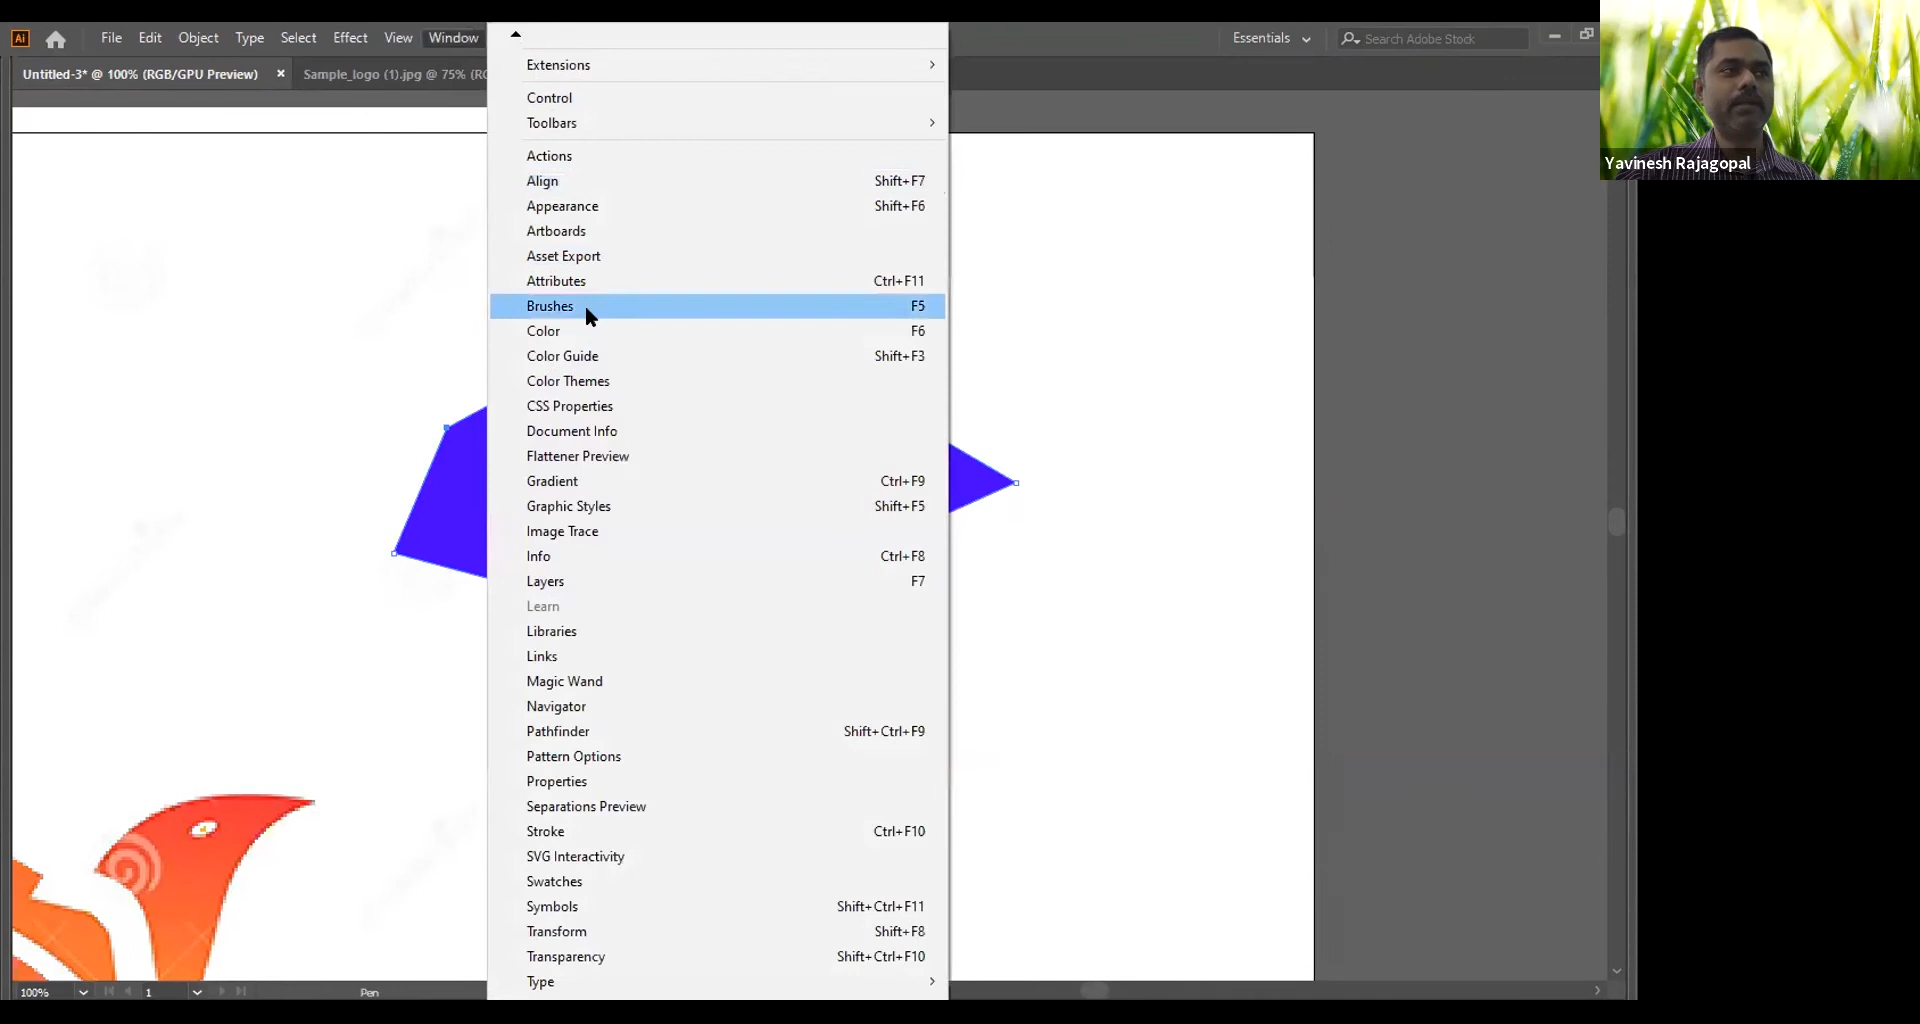 Ai File Edit Object Type Select Effect View Window Essentials Search Adobe Stock
Untitled-3* @ 100% (RGB/GPU Preview) × Sample_logo (1).jpg @ 75% (RG
Extensions
Control
Toolbars
Actions
Align Shift+F7
Appearance Shift+F6
Artboards
Asset Export
Attributes Ctrl+F11
Brushes F5
Color F6
Color Guide Shift+F3
Color Themes
CSS Properties
Document Info
Flattener Preview
Gradient Ctrl+F9
Graphic Styles Shift+F5
Image Trace
Info Ctrl+F8
Layers F7
Learn
Libraries
Links
Magic Wand
Navigator
Pathfinder Shift+Ctrl+F9
Pattern Options
Properties
Separations Preview
Stroke Ctrl+F10
SVG Interactivity
Swatches
Symbols Shift+Ctrl+F11
Transform Shift+F8
Transparency Shift+Ctrl+F10
Type
100% 1 Pen
Yavinesh Rajagopal